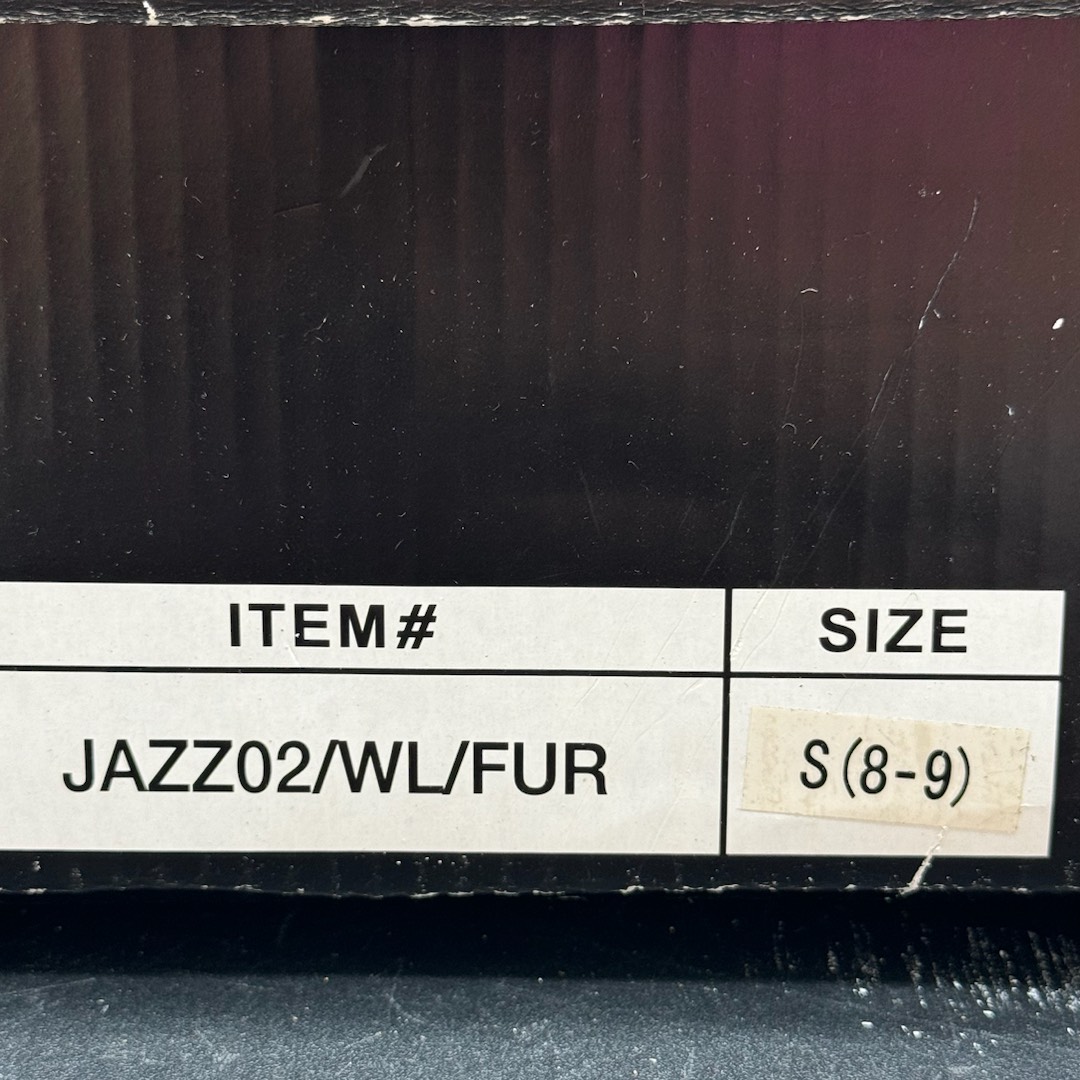 ITEM# SIZE
JAZZ02/WL/FUR S(8-9)